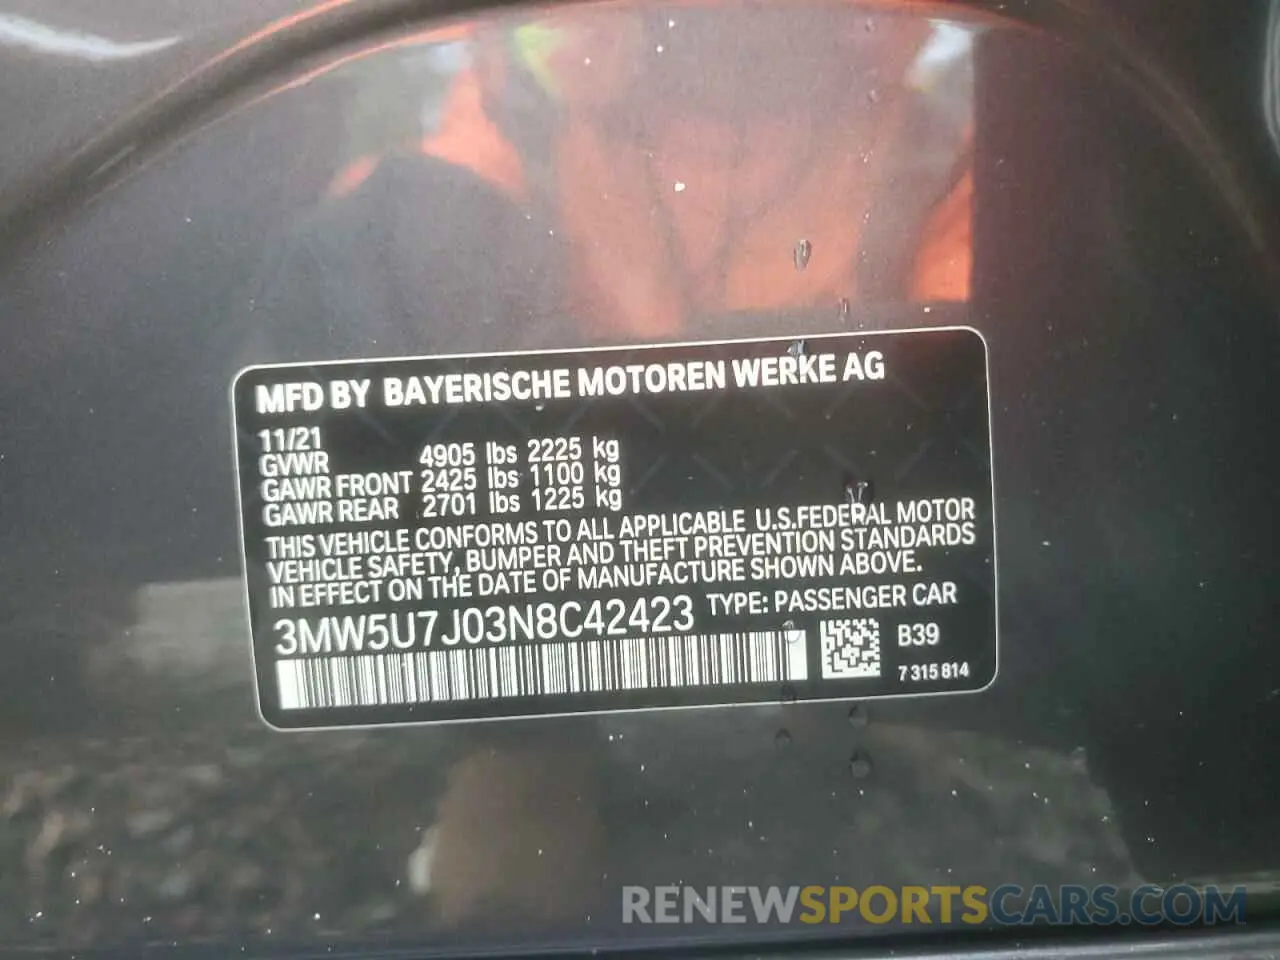 MFD BY BAYERISCHE MOTOREN WERKE AG
11/21
GVWR 4905 lbs 2225 kg
GAWR FRONT 2425 lbs 1100 kg
GAWR REAR 2701 lbs 1225 kg
THIS VEHICLE CONFORMS TO ALL APPLICABLE U.S.FEDERAL MOTOR
VEHICLE SAFETY, BUMPER AND THEFT PREVENTION STANDARDS
IN EFFECT ON THE DATE OF MANUFACTURE SHOWN ABOVE.
3MW5U7J03N8C42423 TYPE: PASSENGER CAR
B39
7 315 814
RENEWSPORTSCARS.COM